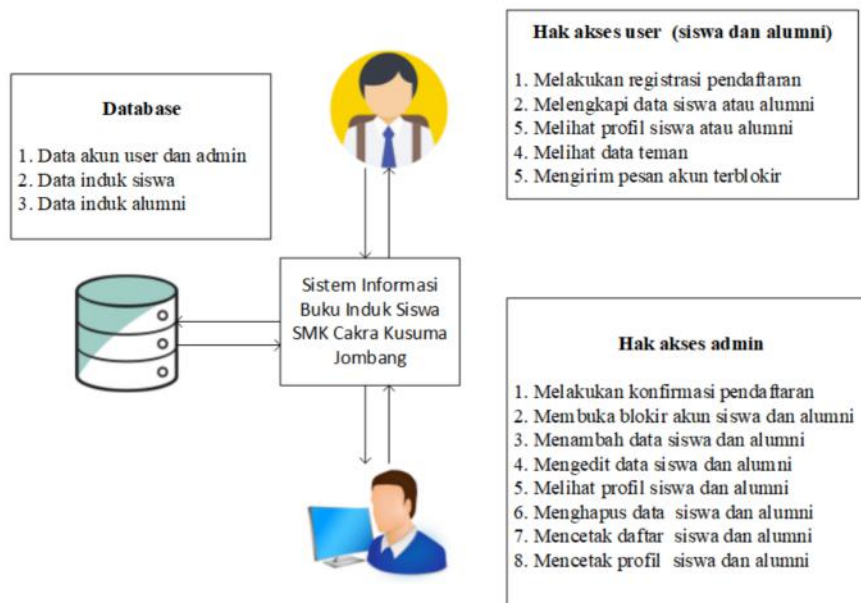 Database
1. Data akun user dan admin
2. Data induk siswa
3. Data induk alumni
Hak akses user (siswa dan alumni)
1. Melakukan registrasi pendaftaran
2. Melengkapi data siswa atau alumni
5. Melihat profil siswa atau alumni
4. Melihat data teman
5. Mengirim pesan akun terblokir
Sistem Informasi
Buku Induk Siswa
SMK Cakra Kusuma
Jombang
Hak akses admin
1. Melakukan konfirmasi pendaftaran
2. Membuka blokir akun siswa dan alumni
3. Menambah data siswa dan alumni
4. Mengedit data siswa dan alumni
5. Melihat profil siswa dan alumni
6. Menghapus data siswa dan alumni
7. Mencetak daftar siswa dan alumni
8. Mencetak profil siswa dan alumni